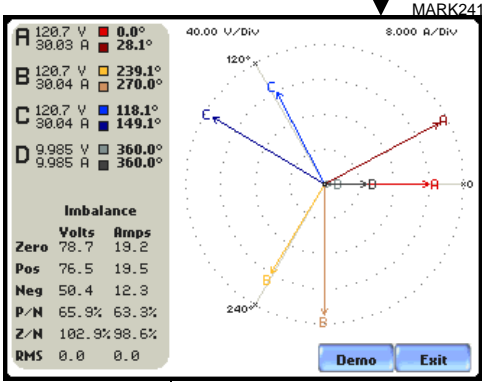 MARK241
A 120.7 V 0.0°
30.03 A 28.1°
B 120.7 V 239.1°
30.04 A 270.0°
C 120.7 V 118.1°
30.04 A 149.1°
D 9.985 V 360.0°
9.985 A 360.0°
Imbalance
Volts Amps
Zero 78.7 19.2
Pos 76.5 19.5
Neg 50.4 12.3
P/N 65.9% 63.3%
Z/N 102.9% 98.6%
RMS 0.0 0.0
40.00 V/Div 8.000 A/Div
120°
C
C
A
D D A 0
B
240°
B
Demo Exit